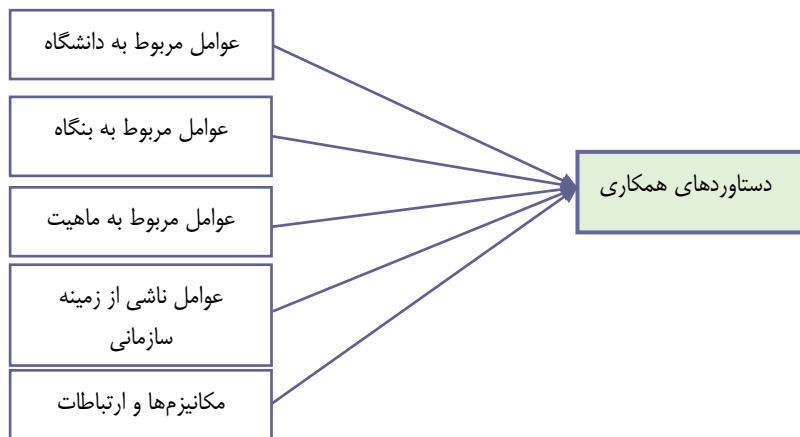 عوامل مربوط به دانشگاه
عوامل مربوط به بنگاه
عوامل مربوط به ماهیت
عوامل ناشی از زمینه
سازمانی
مکانیزم‌ها و ارتباطات
دستاوردهای همکاری